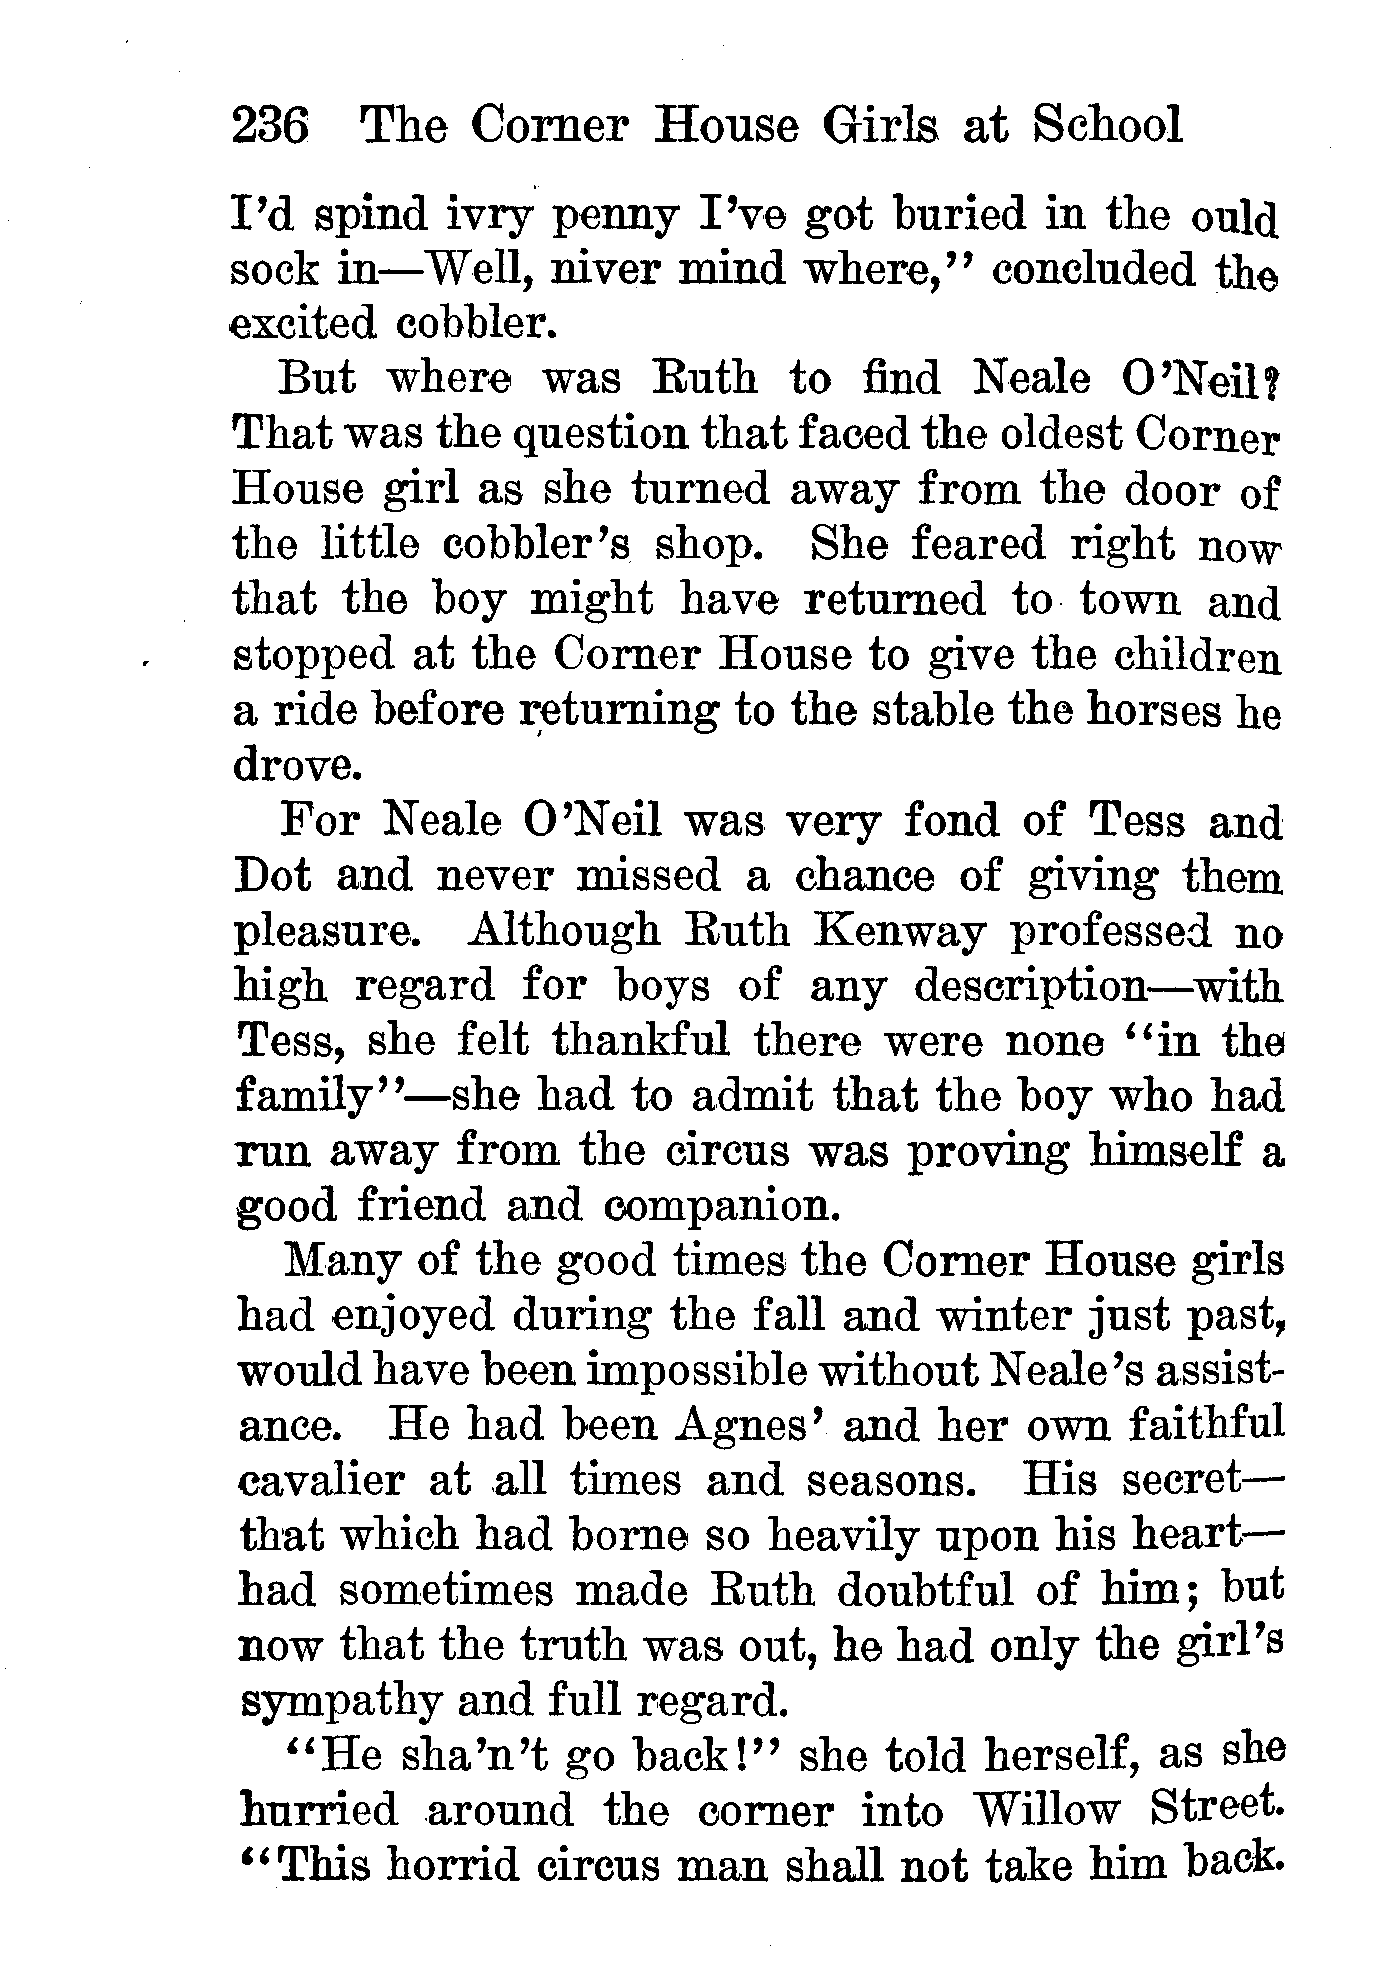 236 The Corner House Girls at School
I'd spind ivry penny I've got buried in the ould
sock in—Well, niver mind where,'' concluded the
excited cobbler.
But where was Ruth to find Neale O'Neil?
That was the question that faced the oldest Corner
House girl as she turned away from the door of
the little cobbler's shop. She feared right now
that the boy might have returned to town and
stopped at the Corner House to give the children
a ride before returning to the stable the horses he
drove.
For Neale O'Neil was very fond of Tess and
Dot and never missed a chance of giving them
pleasure. Although Ruth Kenway professed no
high regard for boys of any description—with
Tess, she felt thankful there were none ''in the
family''—she had to admit that the boy who had
run away from the circus was proving himself a
good friend and companion.
Many of the good times the Corner House girls
had enjoyed during the fall and winter just past,
would have been impossible without Neale's assist-
ance. He had been Agnes' and her own faithful
cavalier at all times and seasons. His secret—
that which had borne so heavily upon his heart—
had sometimes made Ruth doubtful of him; but
now that the truth was out, he had only the girl's
sympathy and full regard.
''He sha'n't go back!'' she told herself, as she
hurried around the corner into Willow Street.
''This horrid circus man shall not take him back.